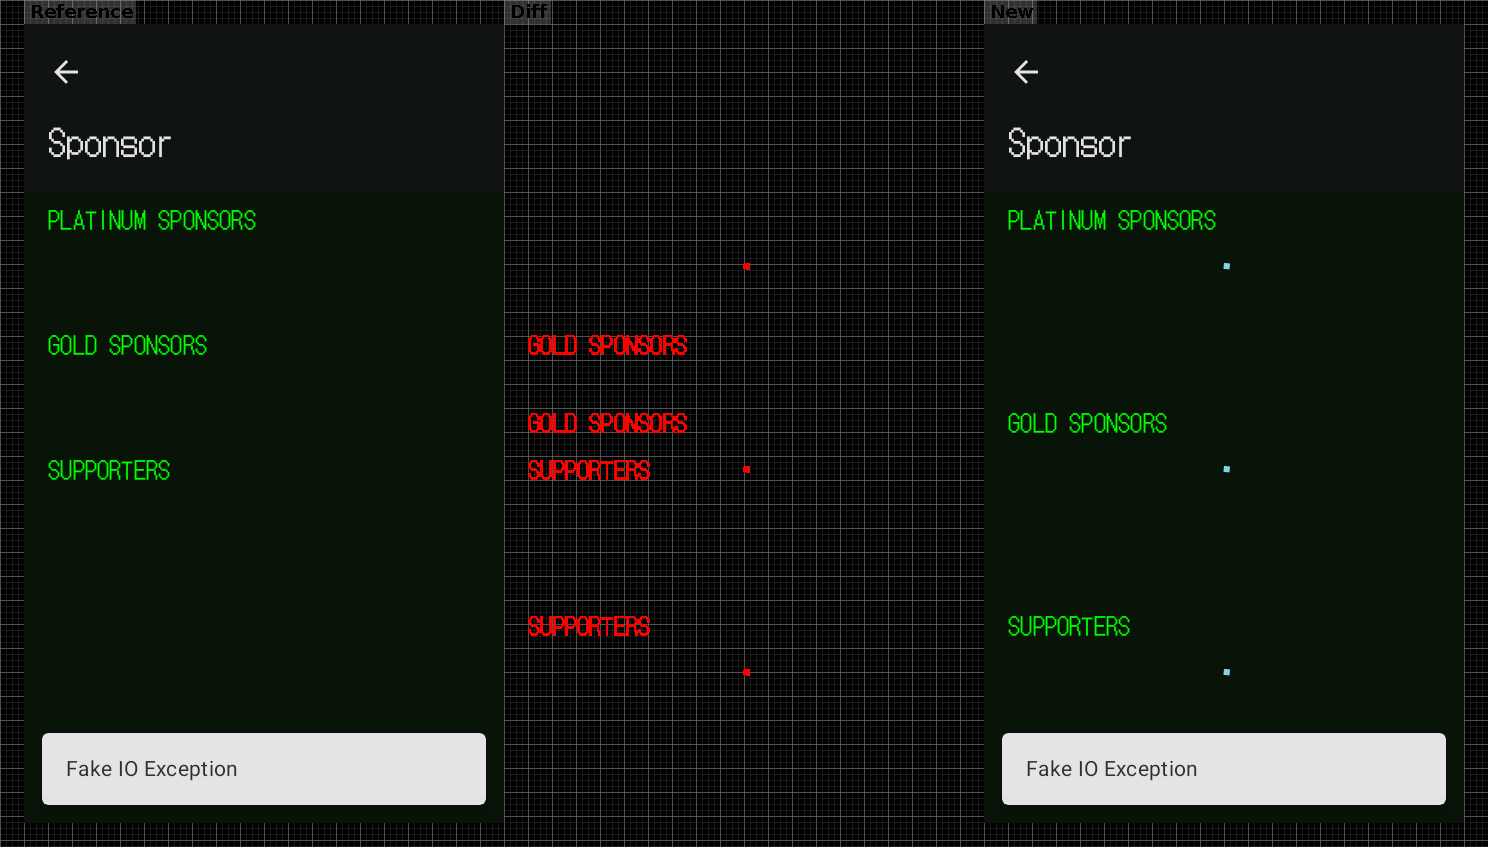 Reference
Sponsor
PLATINUM SPONSORS
GOLD SPONSORS
SUPPORTERS
Fake IO Exception
Diff
GOLD SPONSORS
GOLD SPONSORS
SUPPORTERS
SUPPORTERS
New
Sponsor
PLATINUM SPONSORS
GOLD SPONSORS
SUPPORTERS
Fake IO Exception